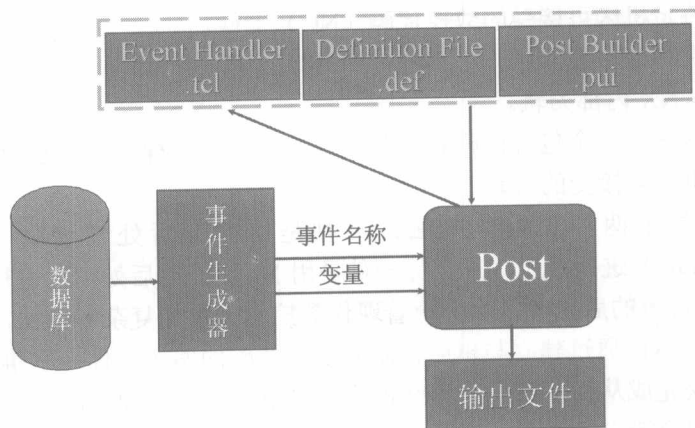 Event Handler
.tcl
Definition File
.def
Post Builder
.pui
数据库
事件生成器
事件名称
变量
Post
输出文件